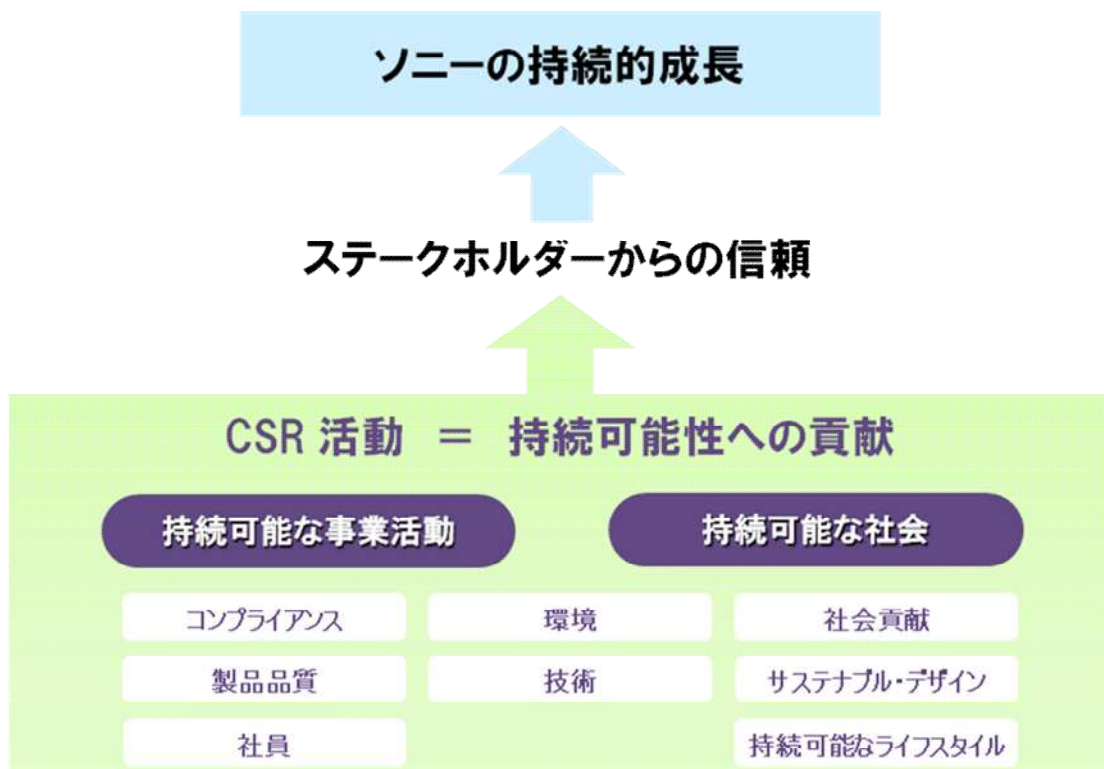 ソニーの持続的成長
ステークホルダーからの信頼
CSR 活動 = 持続可能性への貢献
持続可能な事業活動
持続可能な社会
コンプライアンス
環境
社会貢献
製品品質
技術
サステナブル・デザイン
社員
持続可能なライフスタイル